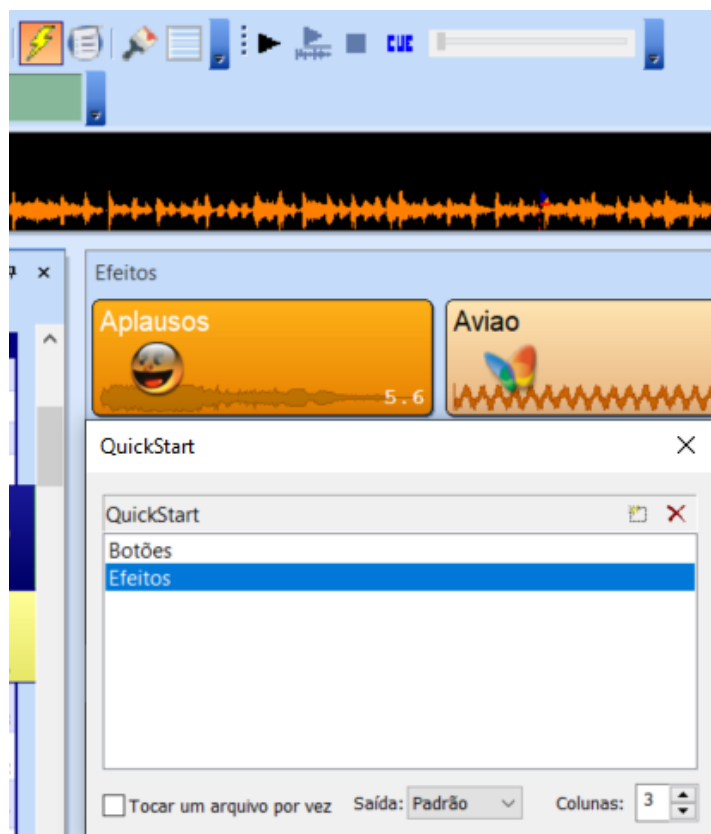 CUE
Efeitos
Aplausos
Aviao
5.6
QuickStart
QuickStart
Botões
Efeitos
Tocar um arquivo por vez Saída: Padrão Colunas: 3